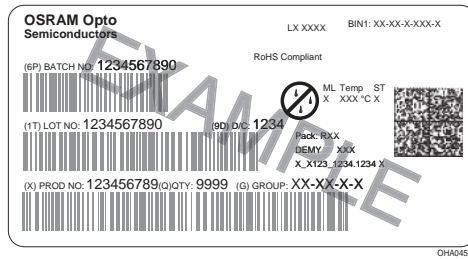 OSRAM Opto
Semiconductors
LX XXXX
BIN1: XX-XX-X-XXX-X
RoHS Compliant
(6P) BATCH NO: 1234567890
ML Temp ST
X XXX °C X
(1T) LOT NO: 1234567890 (9D) D/C: 1234
Pack: RXX
DEMY XXX
X_X123_1234.1234 X
(X) PROD NO: 123456789(Q)QTY: 9999 (G) GROUP: XX-XX-X-X
EXAMPLE
OHA04563